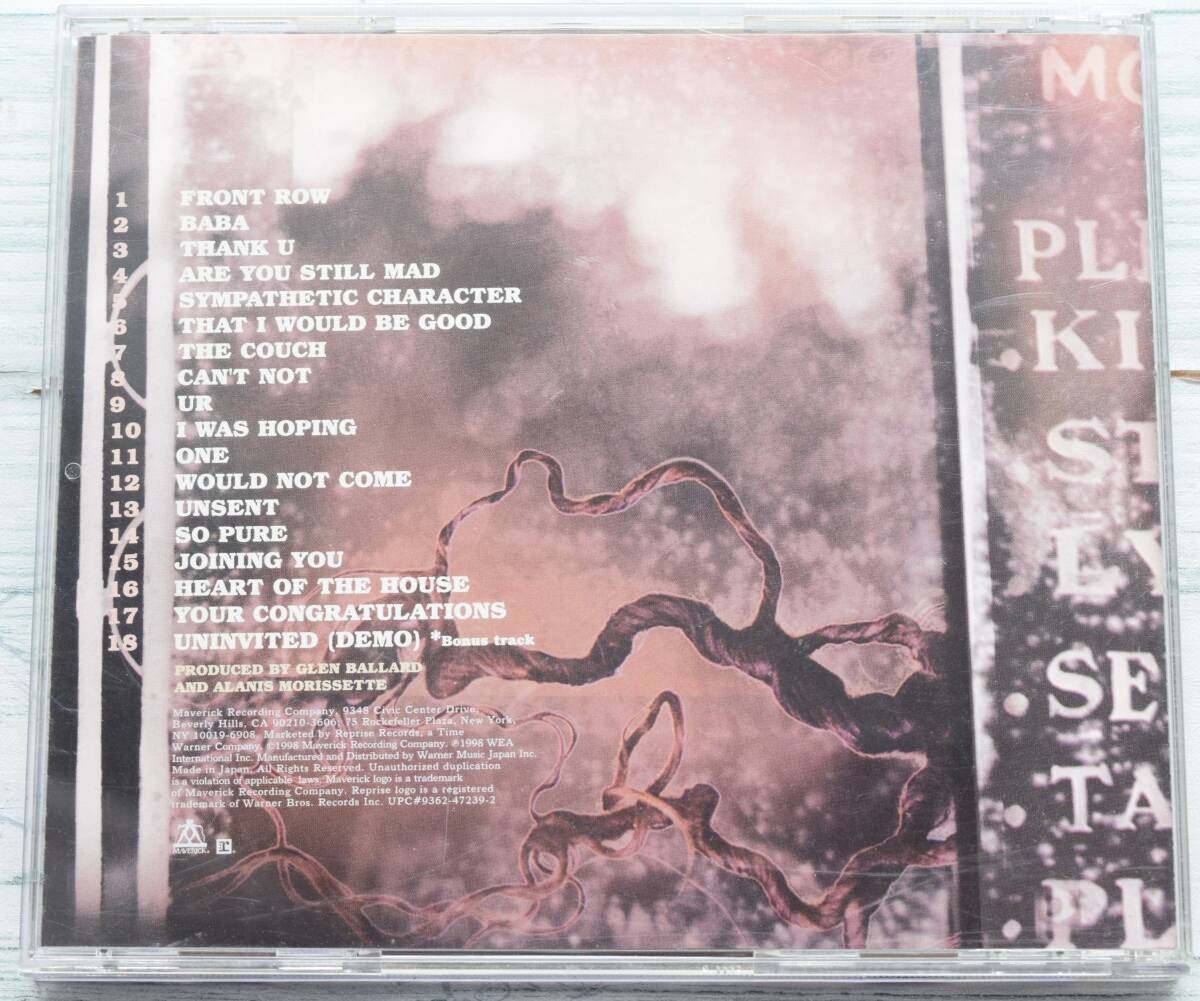 1 FRONT ROW
2 BABA
3 THANK U
4 ARE YOU STILL MAD
5 SYMPATHETIC CHARACTER
6 THAT I WOULD BE GOOD
7 THE COUCH
8 CAN'T NOT
9 UR
10 I WAS HOPING
11 ONE
12 WOULD NOT COME
13 UNSENT
14 SO PURE
15 JOINING YOU
16 HEART OF THE HOUSE
17 YOUR CONGRATULATIONS
18 UNINVITED (DEMO) *Bonus track
PRODUCED BY GLEN BALLARD
AND ALANIS MORISSETTE
Maverick Recording Company, 9348 Civic Center Drive,
Beverly Hills, CA 90210-3606; 75 Rockefeller Plaza, New York,
NY 10019-6908. Marketed by Reprise Records, a Time
Warner Company. ©1998 Maverick Recording Company. ℗1998 WEA
International Inc. Manufactured and Distributed by Warner Music Japan Inc.
Made in Japan. All Rights Reserved. Unauthorized duplication
is a violation of applicable laws. Maverick logo is a trademark
of Maverick Recording Company. Reprise logo is a registered
trademark of Warner Bros. Records Inc. UPC#9362-47239-2
MAVERICK
MO
PLE
KI
ST
LV
SE
TA
PL